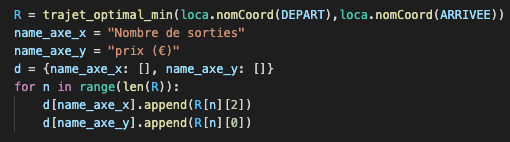 R = trajet_optimal_min(loca.nomCoord(DEPART),loca.nomCoord(ARRIVEE))
name_axe_x = "Nombre de sorties"
name_axe_y = "prix (€)"
d = {name_axe_x: [], name_axe_y: []}
for n in range(len(R)):
    d[name_axe_x].append(R[n][2])
    d[name_axe_y].append(R[n][0])